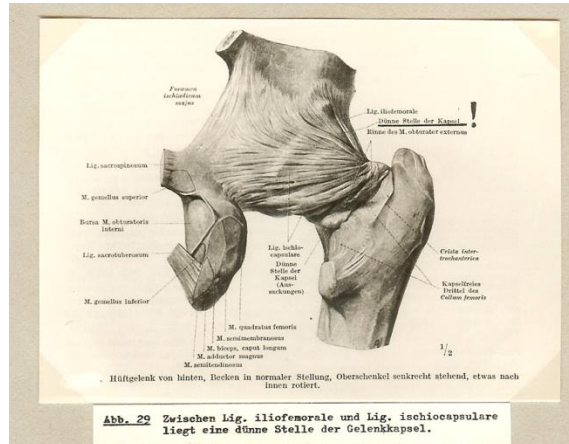 Foramen
ischiadicum
majus
Lig. iliofemorale
Dünne Stelle der Kapsel
!
Rinne des M. obturator externus
Lig. sacrospinosum
M. gemellus superior
Bursa M. obturatoris
interni
Lig. sacrotuberosum
M. gemellus inferior
Lig. ischio-
capsulare
Dünne
Stelle der
Kapsel
(Aus-
sackungen)
Crista inter-
trochanterica
Kapselfreies
Drittel des
Collum femoris
M. quadratus femoris
M. semimembranosus
M. biceps, caput longum
M. adductor magnus
M. semitendinosus
1/2
. Hüftgelenk von hinten, Becken in normaler Stellung, Oberschenkel senkrecht stehend, etwas nach
innen rotiert.
Abb. 29 Zwischen Lig. iliofemorale und Lig. ischiocapsulare
liegt eine dünne Stelle der Gelenkkapsel.